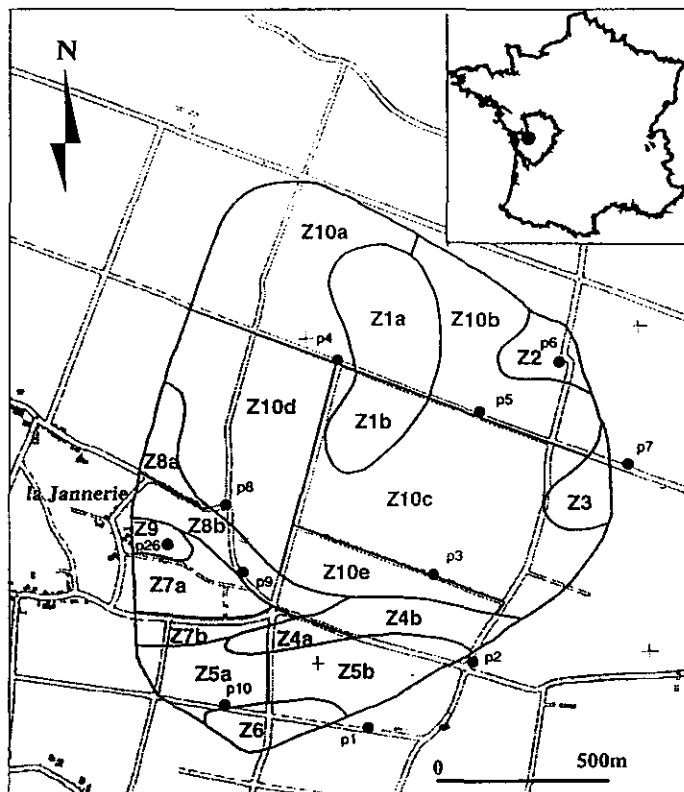 N
Z10a
Z1a
Z10b
p4
Z2
p6
p5
Z10d
Z1b
p7
Z8a
la Jannerie
p8
Z10c
Z3
Z9
Z8b
p26
p3
p9
Z10e
Z7a
Z4b
Z7b
Z4a
p2
Z5a
Z5b
p10
Z6
p1
0
500m